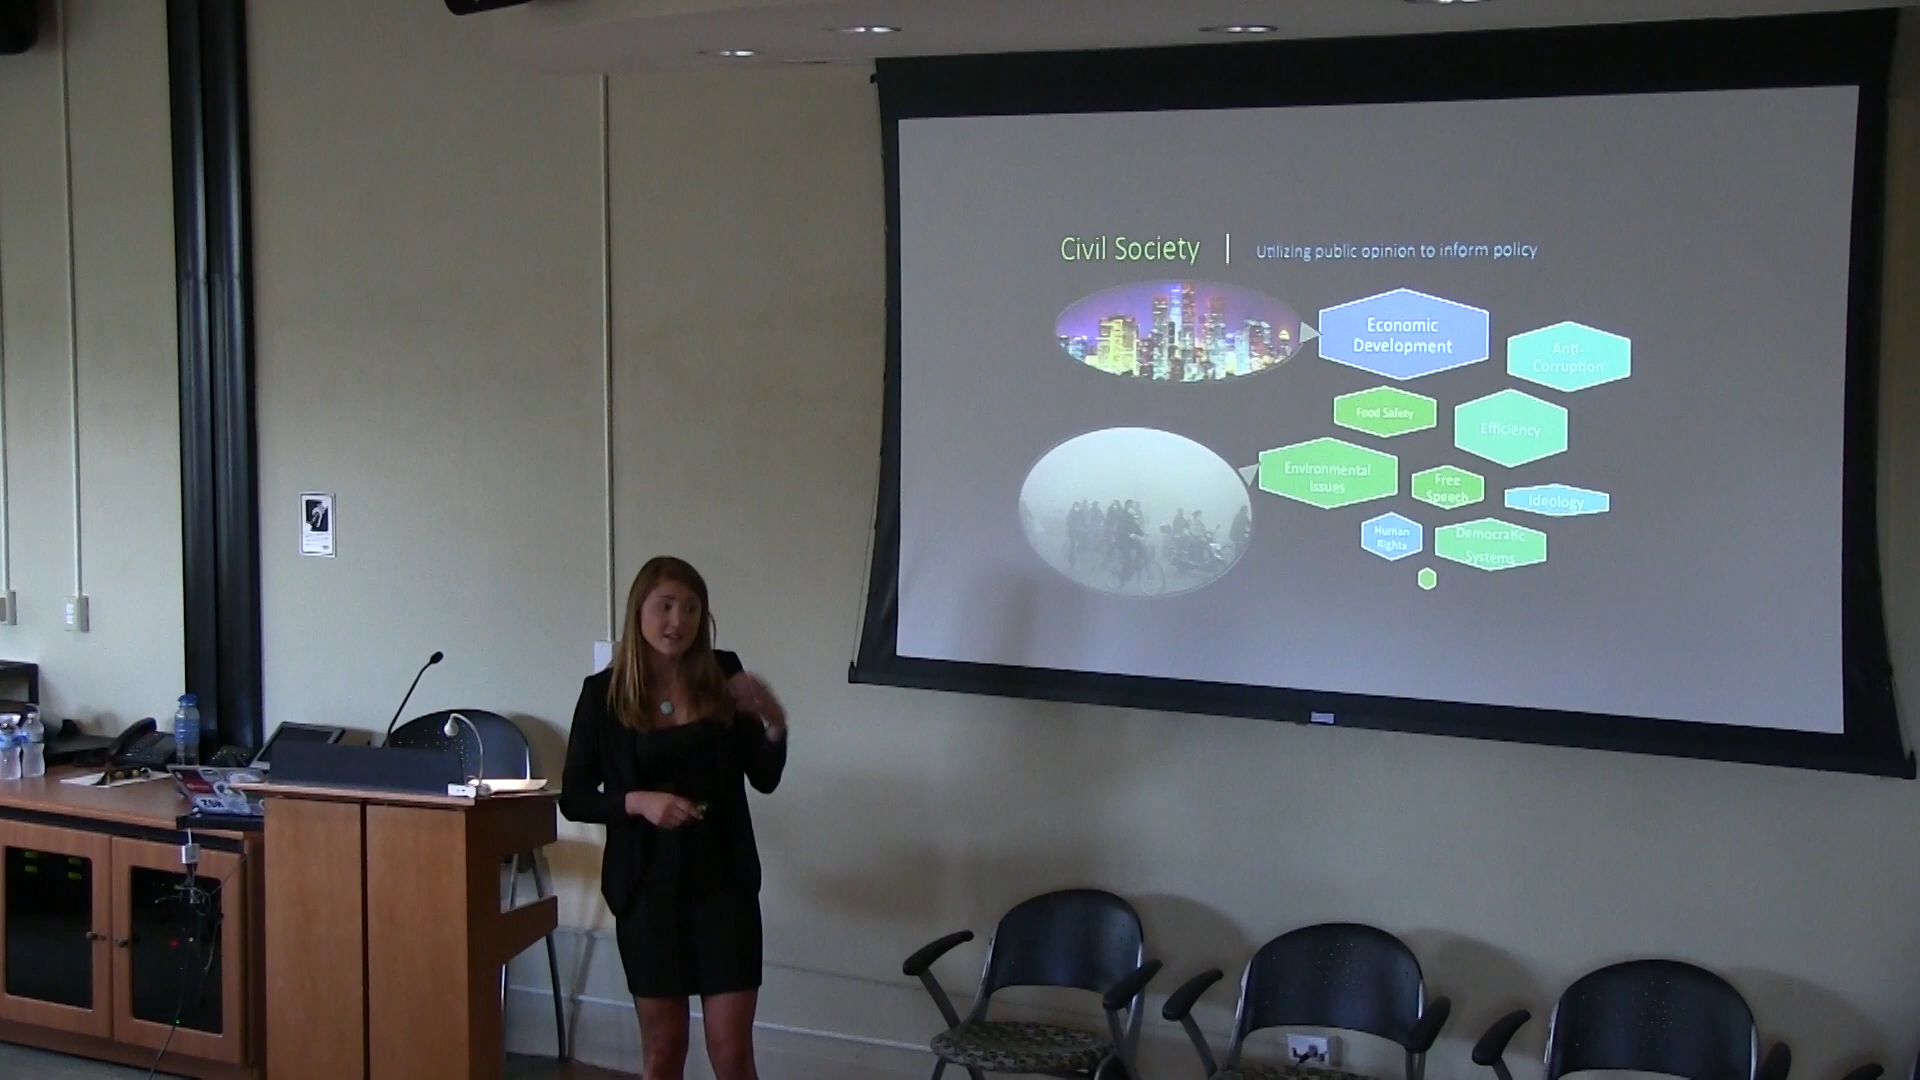 Civil Society | Utilizing public opinion to inform policy
Economic
Development
Anti-
Corruption
Food Safety
Efficiency
Environmental
Issues
Free
Speech
Ideology
Human
Rights
Democratic
Systems